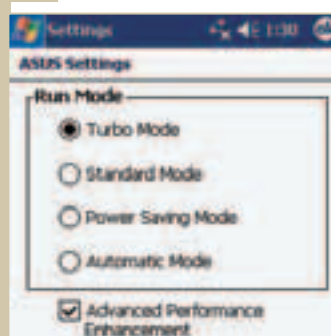 Settings 1:30
ASUS Settings
Run Mode
Turbo Mode
Standard Mode
Power Saving Mode
Automatic Mode
Advanced Performance
Enhancement